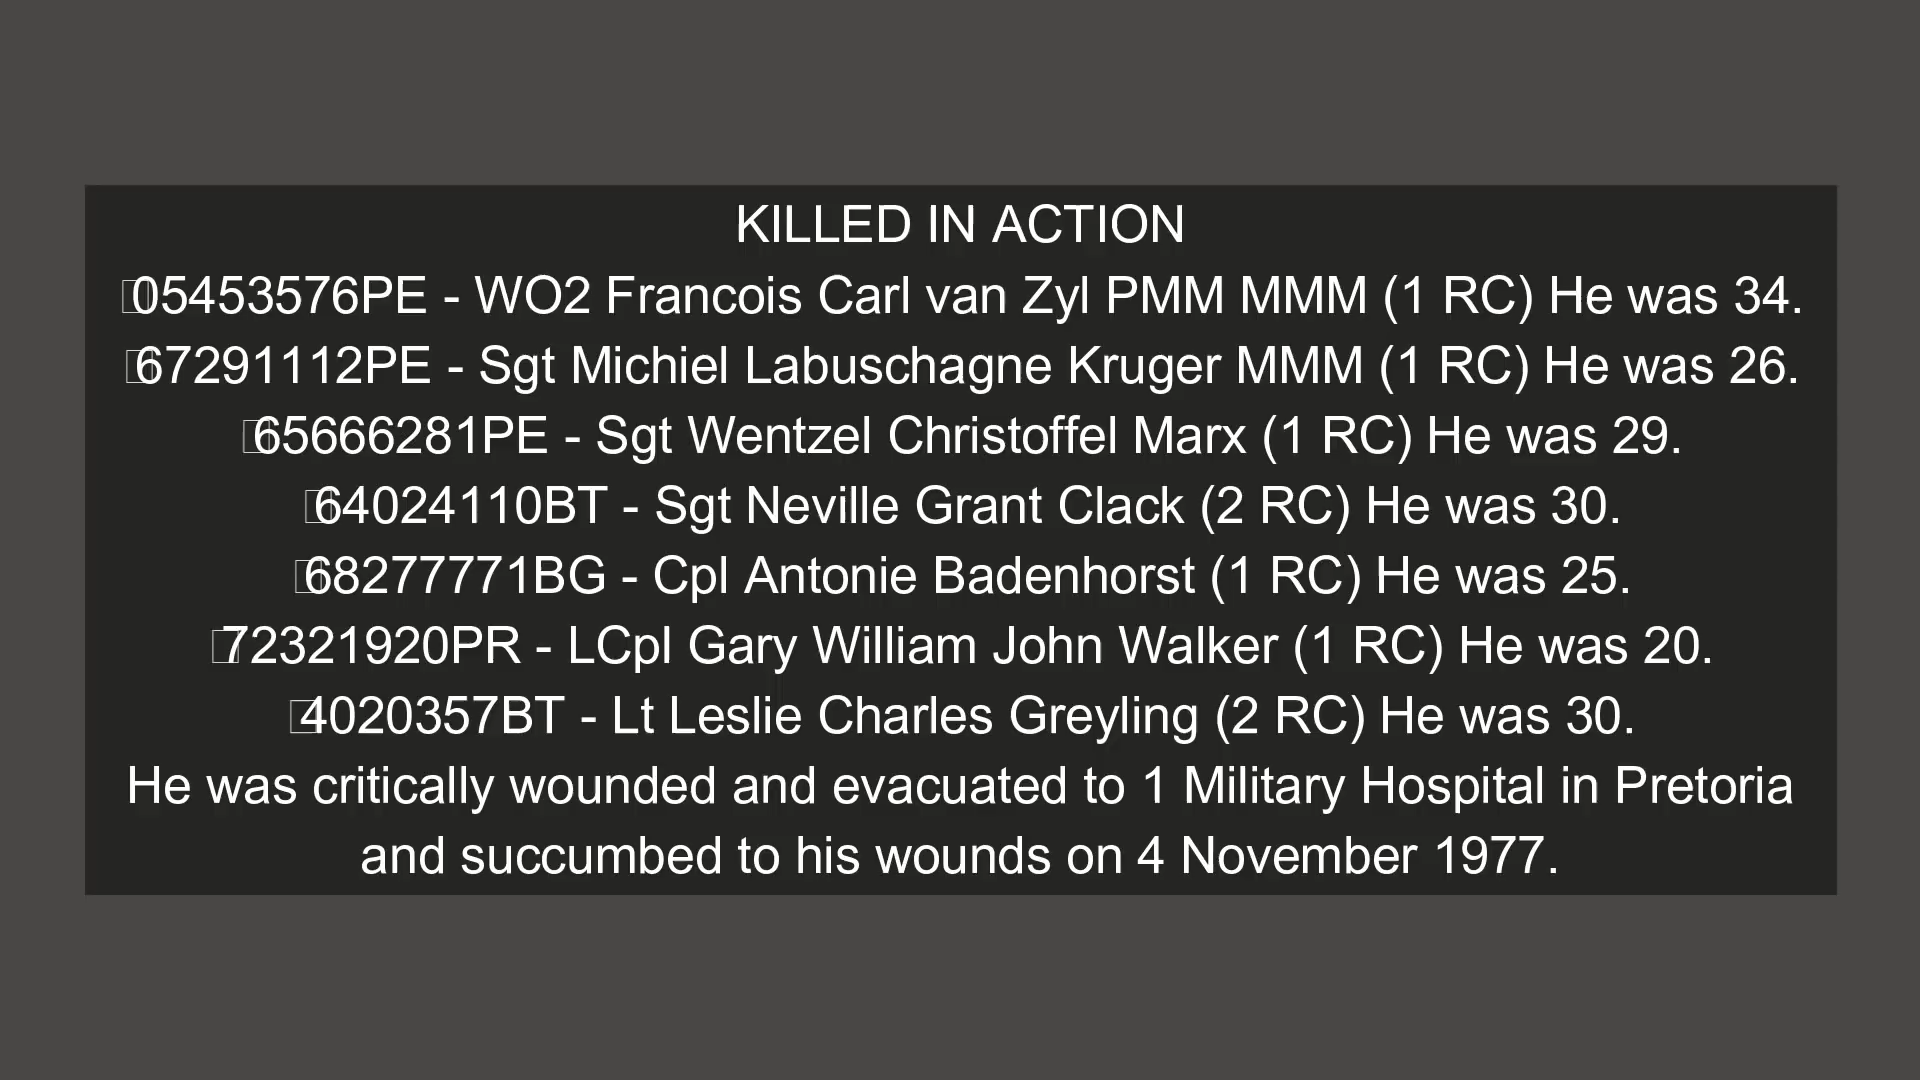 KILLED IN ACTION
05453576PE - WO2 Francois Carl van Zyl PMM MMM (1 RC) He was 34.
67291112PE - Sgt Michiel Labuschagne Kruger MMM (1 RC) He was 26.
65666281PE - Sgt Wentzel Christoffel Marx (1 RC) He was 29.
64024110BT - Sgt Neville Grant Clack (2 RC) He was 30.
68277771BG - Cpl Antonie Badenhorst (1 RC) He was 25.
72321920PR - LCpl Gary William John Walker (1 RC) He was 20.
4020357BT - Lt Leslie Charles Greyling (2 RC) He was 30.
He was critically wounded and evacuated to 1 Military Hospital in Pretoria
and succumbed to his wounds on 4 November 1977.